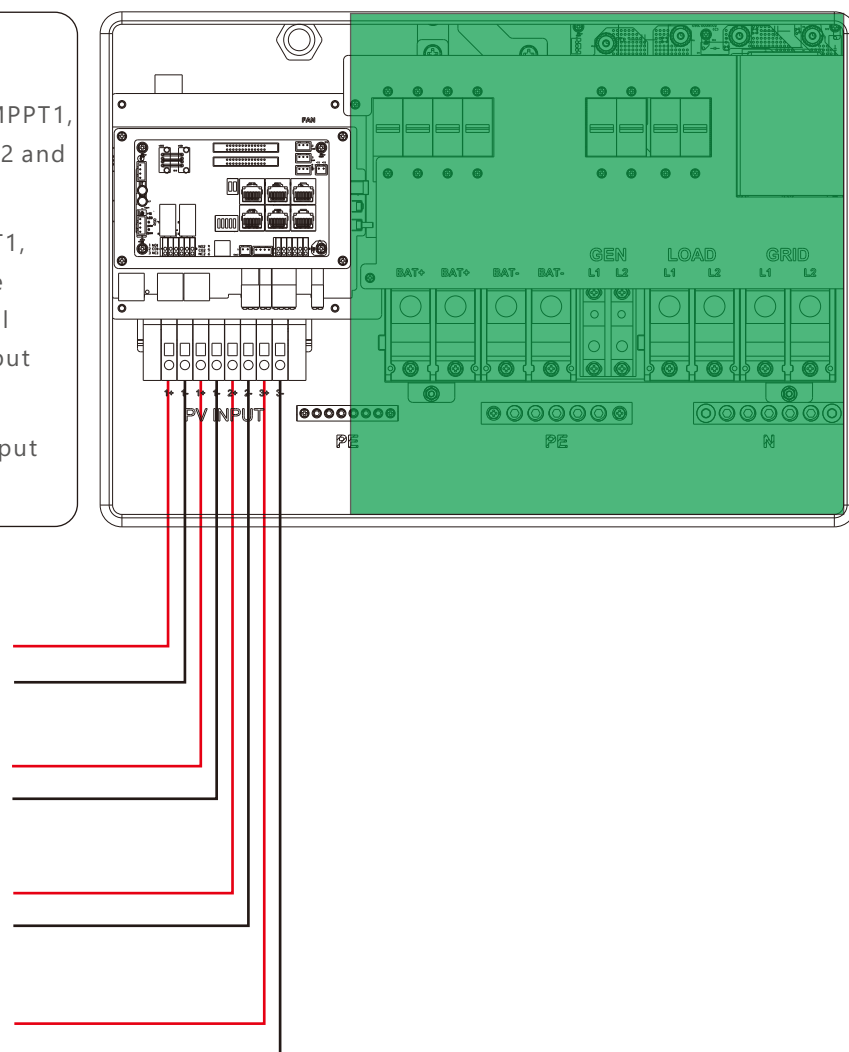 MPPT1,
2 and
T1,
e
l
out
put
FAN
GEN LOAD GRID
BAT+ BAT+ BAT- BAT- L1 L2 L1 L2 L1 L2
1+ 1- 1+ 1- 2+ 2- 3+ 3-
PV INPUT
PE PE N